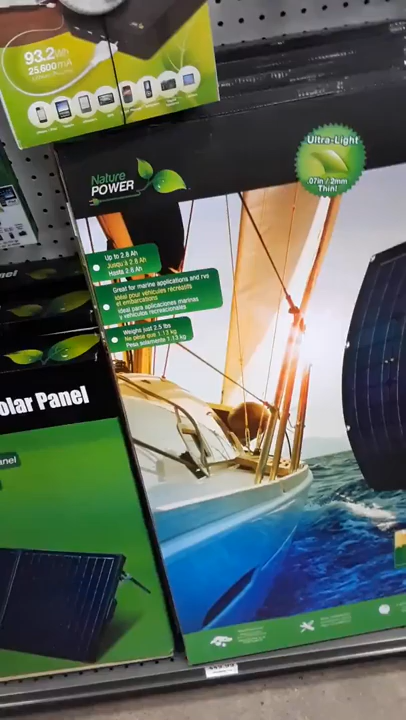 93.2Wh
25,600mA
Ultra-Light
.07in / 2mm
Thin!
Nature
POWER
Up to 2.8 Ah
Jusqu'à 2.8 Ah
Hasta 2.8 Ah
Great for marine applications and rvs
Idéal pour véhicules récréatifs
et embarcations
Ideal para aplicaciones marinas
y vehículos recreacionales
Weighs just 2.5 lbs
Ne pèse que 1.13 kg
Pesa solamente 1.13 kg
olar Panel
anel